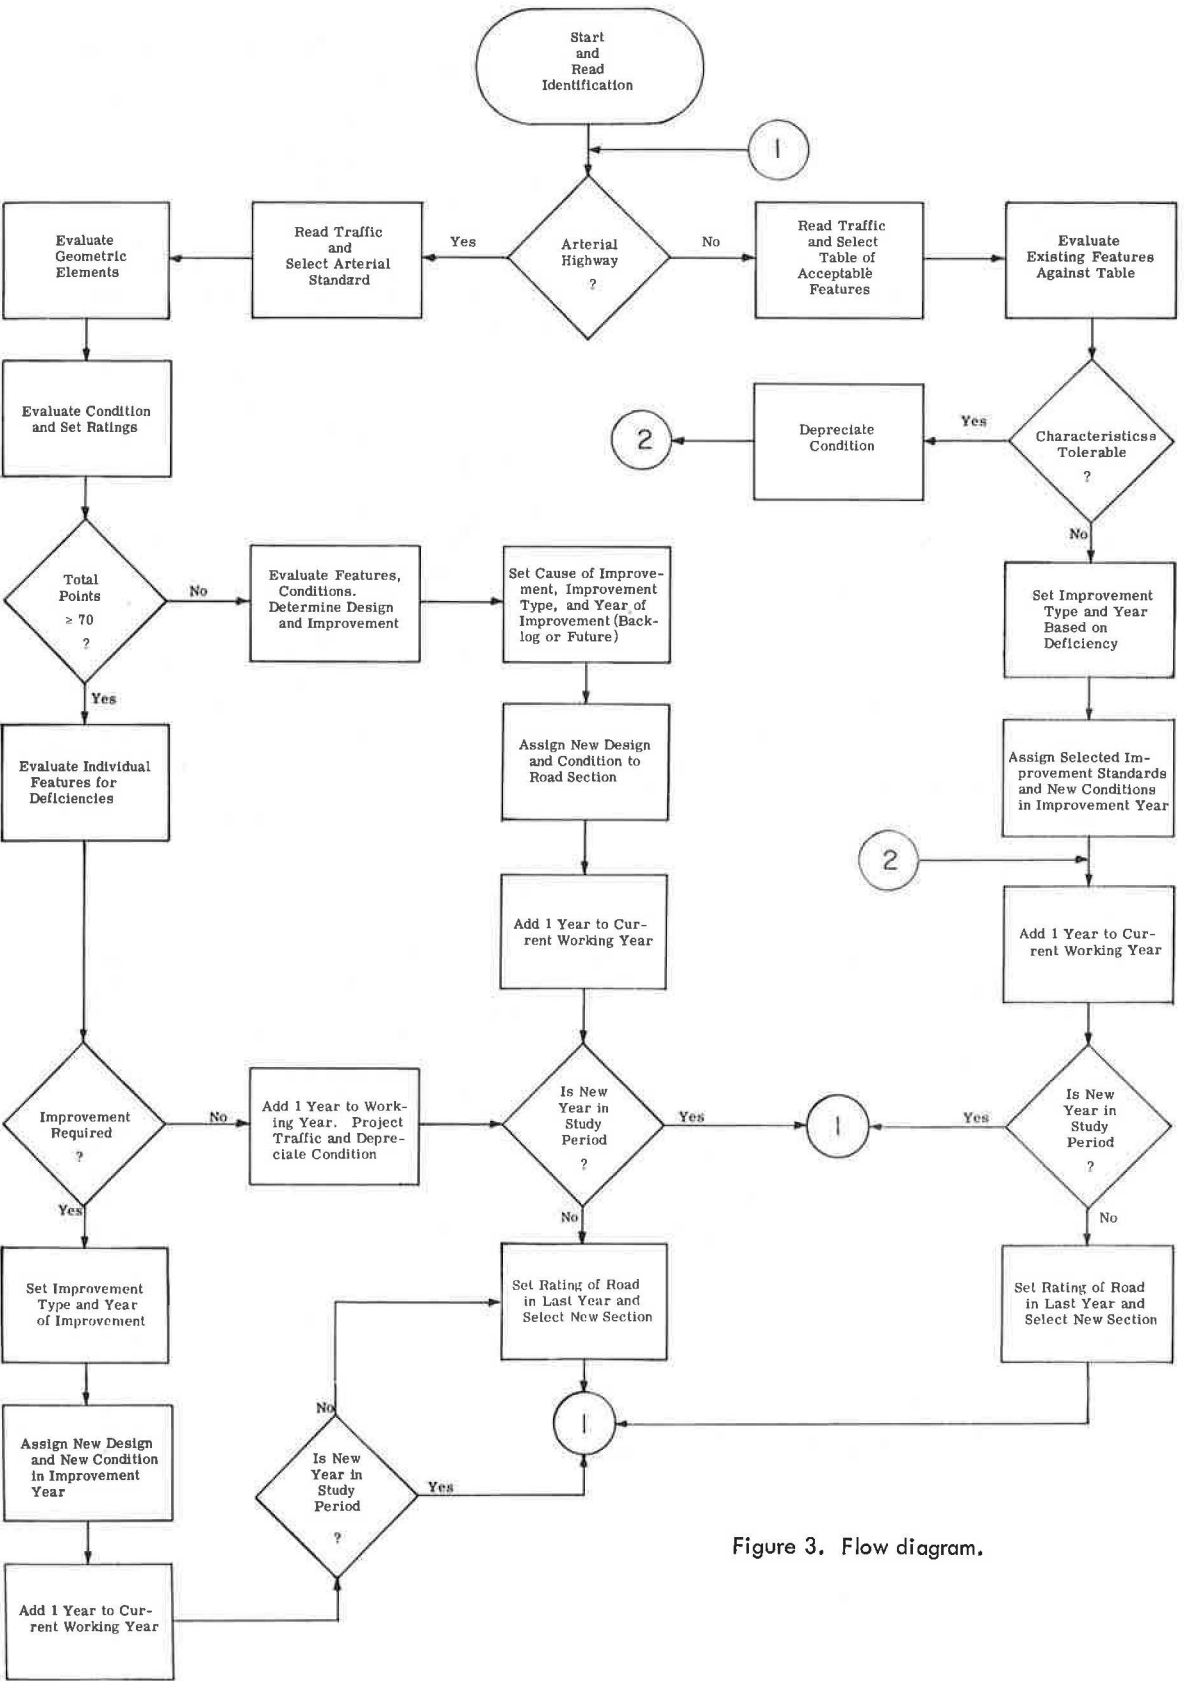 Start
and
Read
Identification
1
Evaluate
Geometric
Elements
Read Traffic
and
Select Arterial
Standard
Yes
Arterial
Highway
?
No
Read Traffic
and Select
Table of
Acceptable
Features
Evaluate
Existing Features
Against Table
Evaluate Condition
and Set Ratings
2
Depreciate
Condition
Yes
Characteristicss
Tolerable
?
No
Total
Points
≥ 70
?
No
Yes
Evaluate Features,
Conditions.
Determine Design
and Improvement
Set Cause of Improve-
ment, Improvement
Type, and Year of
Improvement (Back-
log or Future)
Set Improvement
Type and Year
Based on
Deficiency
Evaluate Individual
Features for
Deficiencies
Assign New Design
and Condition to
Road Section
Assign Selected Im-
provement Standards
and New Conditions
in Improvement Year
2
Add 1 Year to Cur-
rent Working Year
Add 1 Year to Cur-
rent Working Year
Improvement
Required
?
No
Yes
Add 1 Year to Work-
ing Year. Project
Traffic and Depre-
ciate Condition
Is New
Year in
Study
Period
?
Yes
No
1
Yes
Is New
Year in
Study
Period
?
No
Set Improvement
Type and Year
of Improvement
Set Rating of Road
in Last Year and
Select New Section
Set Rating of Road
in Last Year and
Select New Section
Assign New Design
and New Condition
in Improvement
Year
No
Is New
Year in
Study
Period
?
Yes
1
Add 1 Year to Cur-
rent Working Year
Figure 3. Flow diagram.